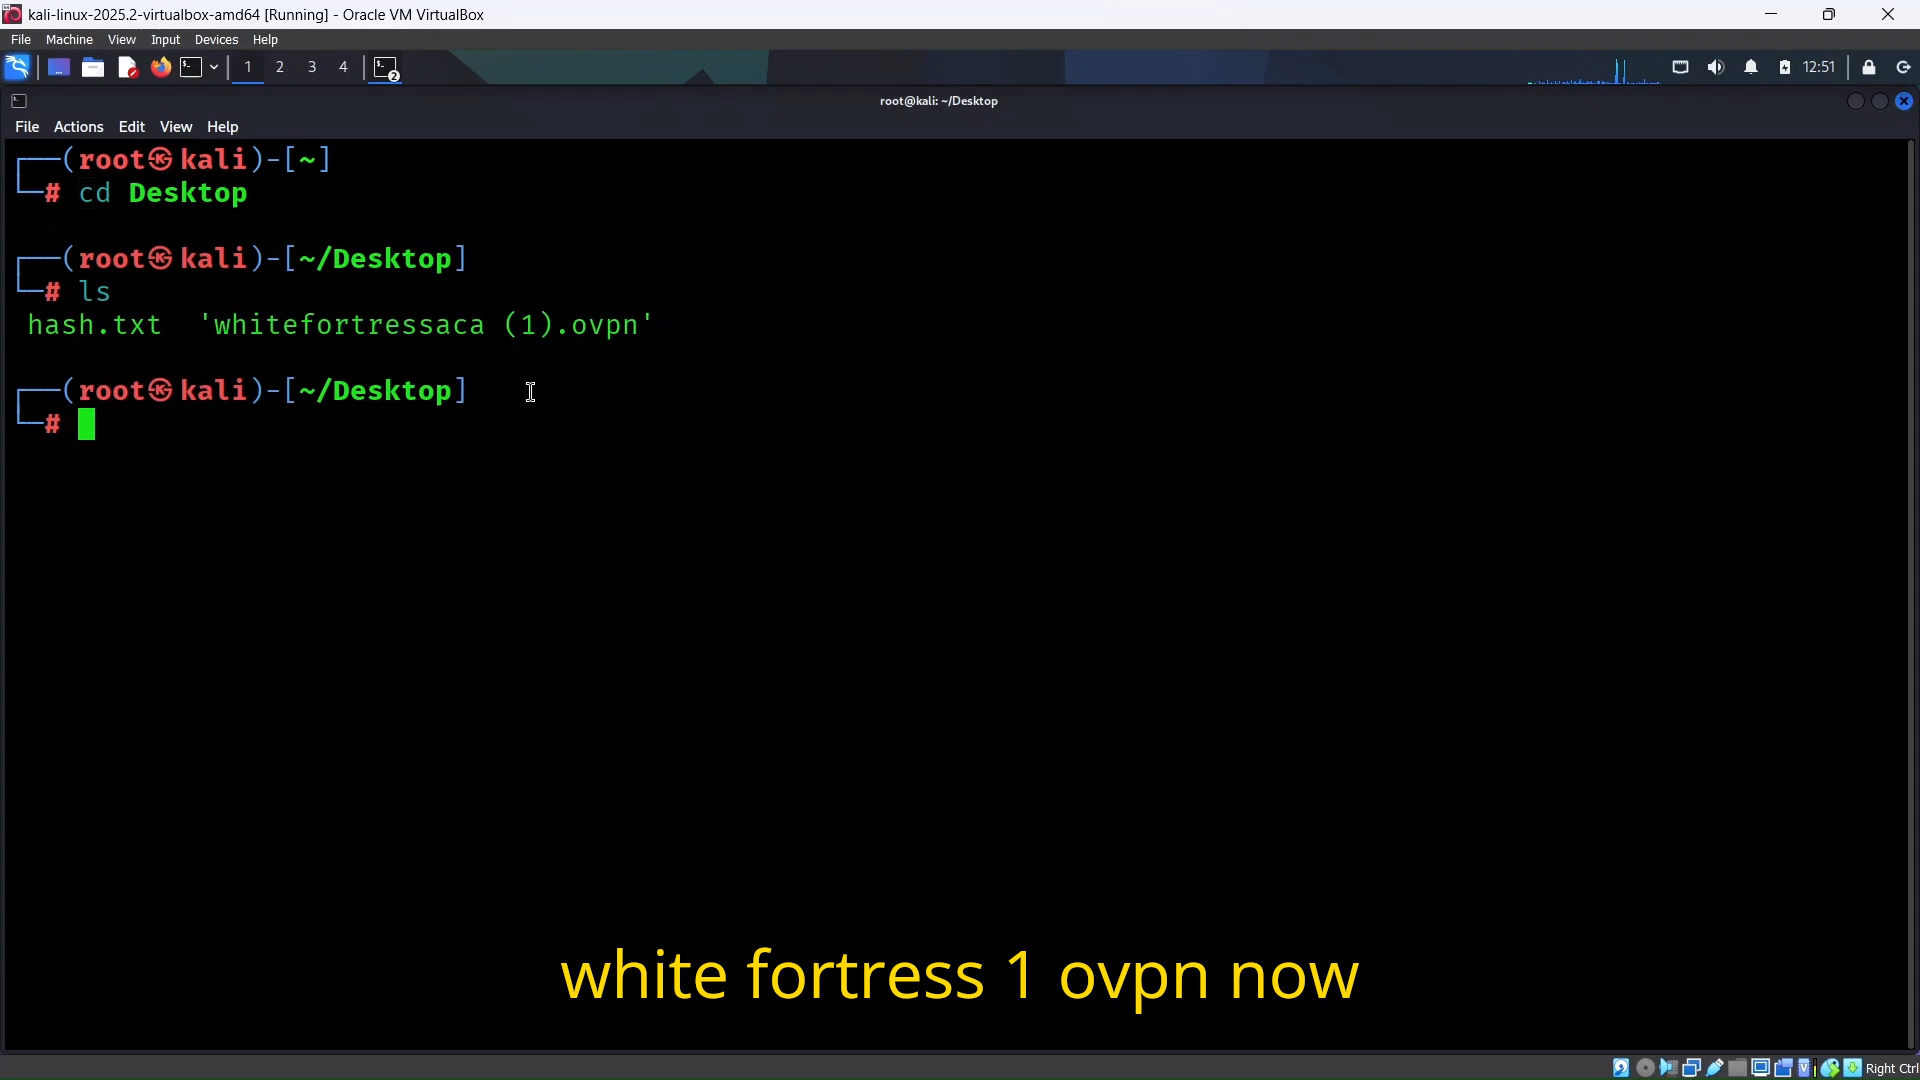 kali-linux-2025.2-virtualbox-amd64 [Running] - Oracle VM VirtualBox
File Machine View Input Devices Help
1 2 3 4 2 12:51
root@kali: ~/Desktop
File Actions Edit View Help
┌──(root㉿kali)-[~]
└─# cd Desktop
┌──(root㉿kali)-[~/Desktop]
└─# ls
hash.txt 'whitefortressaca (1).ovpn'
┌──(root㉿kali)-[~/Desktop]
└─#
white fortress 1 ovpn now
Right Ctrl